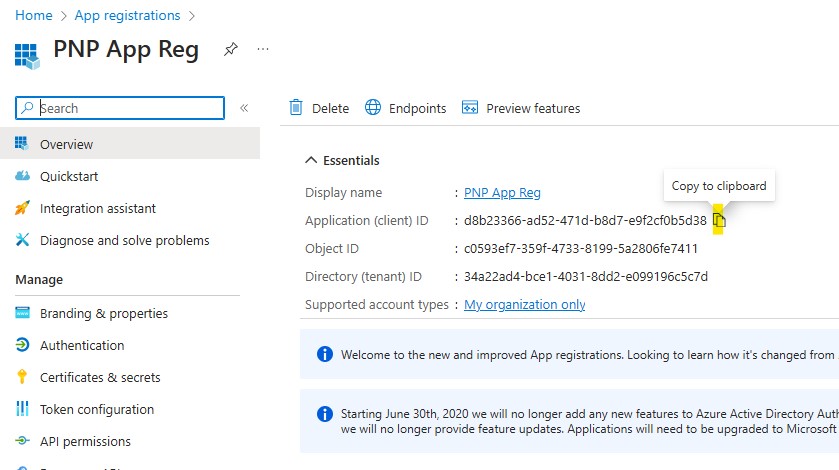 Home > App registrations >
PNP App Reg ...
Search «
Overview
Quickstart
Integration assistant
Diagnose and solve problems
Manage
Branding & properties
Authentication
Certificates & secrets
Token configuration
API permissions
Delete Endpoints Preview features
Essentials
Copy to clipboard
Display name : PNP App Reg
Application (client) ID : d8b23366-ad52-471d-b8d7-e9f2cf0b5d38
Object ID : c0593ef7-359f-4733-8199-5a2806fe7411
Directory (tenant) ID : 34a22ad4-bce1-4031-8dd2-e099196c5c7d
Supported account types : My organization only
Welcome to the new and improved App registrations. Looking to learn how it's changed from
Starting June 30th, 2020 we will no longer add any new features to Azure Active Directory Auth
we will no longer provide feature updates. Applications will need to be upgraded to Microsoft